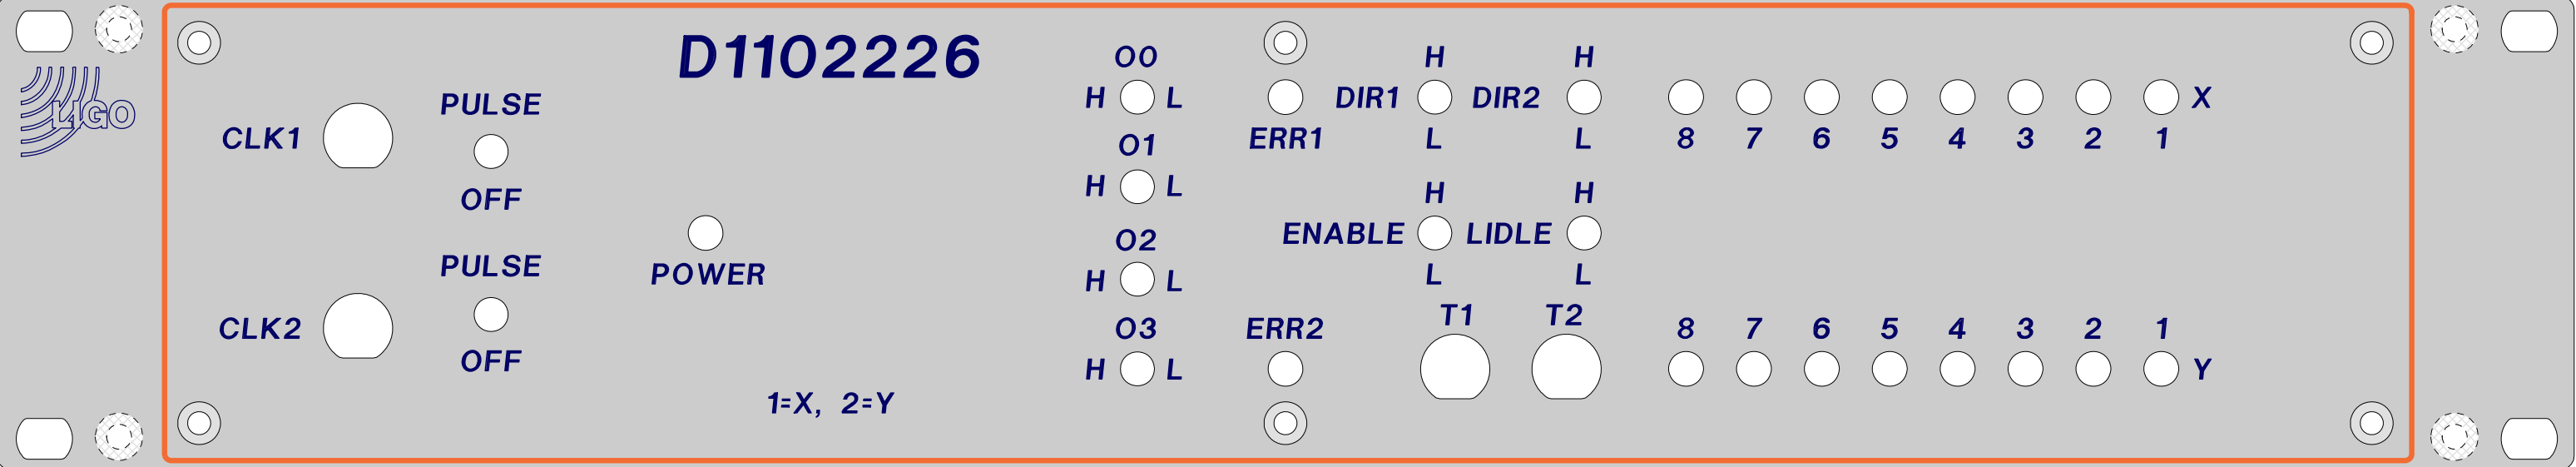 LIGO
D1102226
CLK1
PULSE
OFF
CLK2
PULSE
OFF
POWER
1=X, 2=Y
O0
H L
O1
H L
O2
H L
O3
H L
ERR1
ERR2
H
DIR1
L
H
DIR2
L
H
ENABLE
L
H
LIDLE
L
T1 T2
X
8 7 6 5 4 3 2 1
8 7 6 5 4 3 2 1
Y